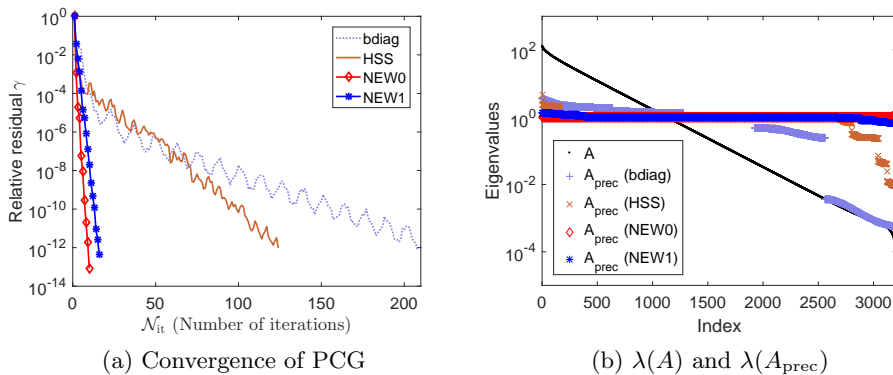 10^0
10^-2
10^-4
10^-6
10^-8
10^-10
10^-12
10^-14
Relative residual γ
0 50 100 150 200
N_it (Number of iterations)
bdiag
HSS
NEW0
NEW1
(a) Convergence of PCG
10^2
10^0
10^-2
10^-4
Eigenvalues
0 500 1000 1500 2000 2500 3000
Index
A
A_prec (bdiag)
A_prec (HSS)
A_prec (NEW0)
A_prec (NEW1)
(b) λ(A) and λ(A_prec)